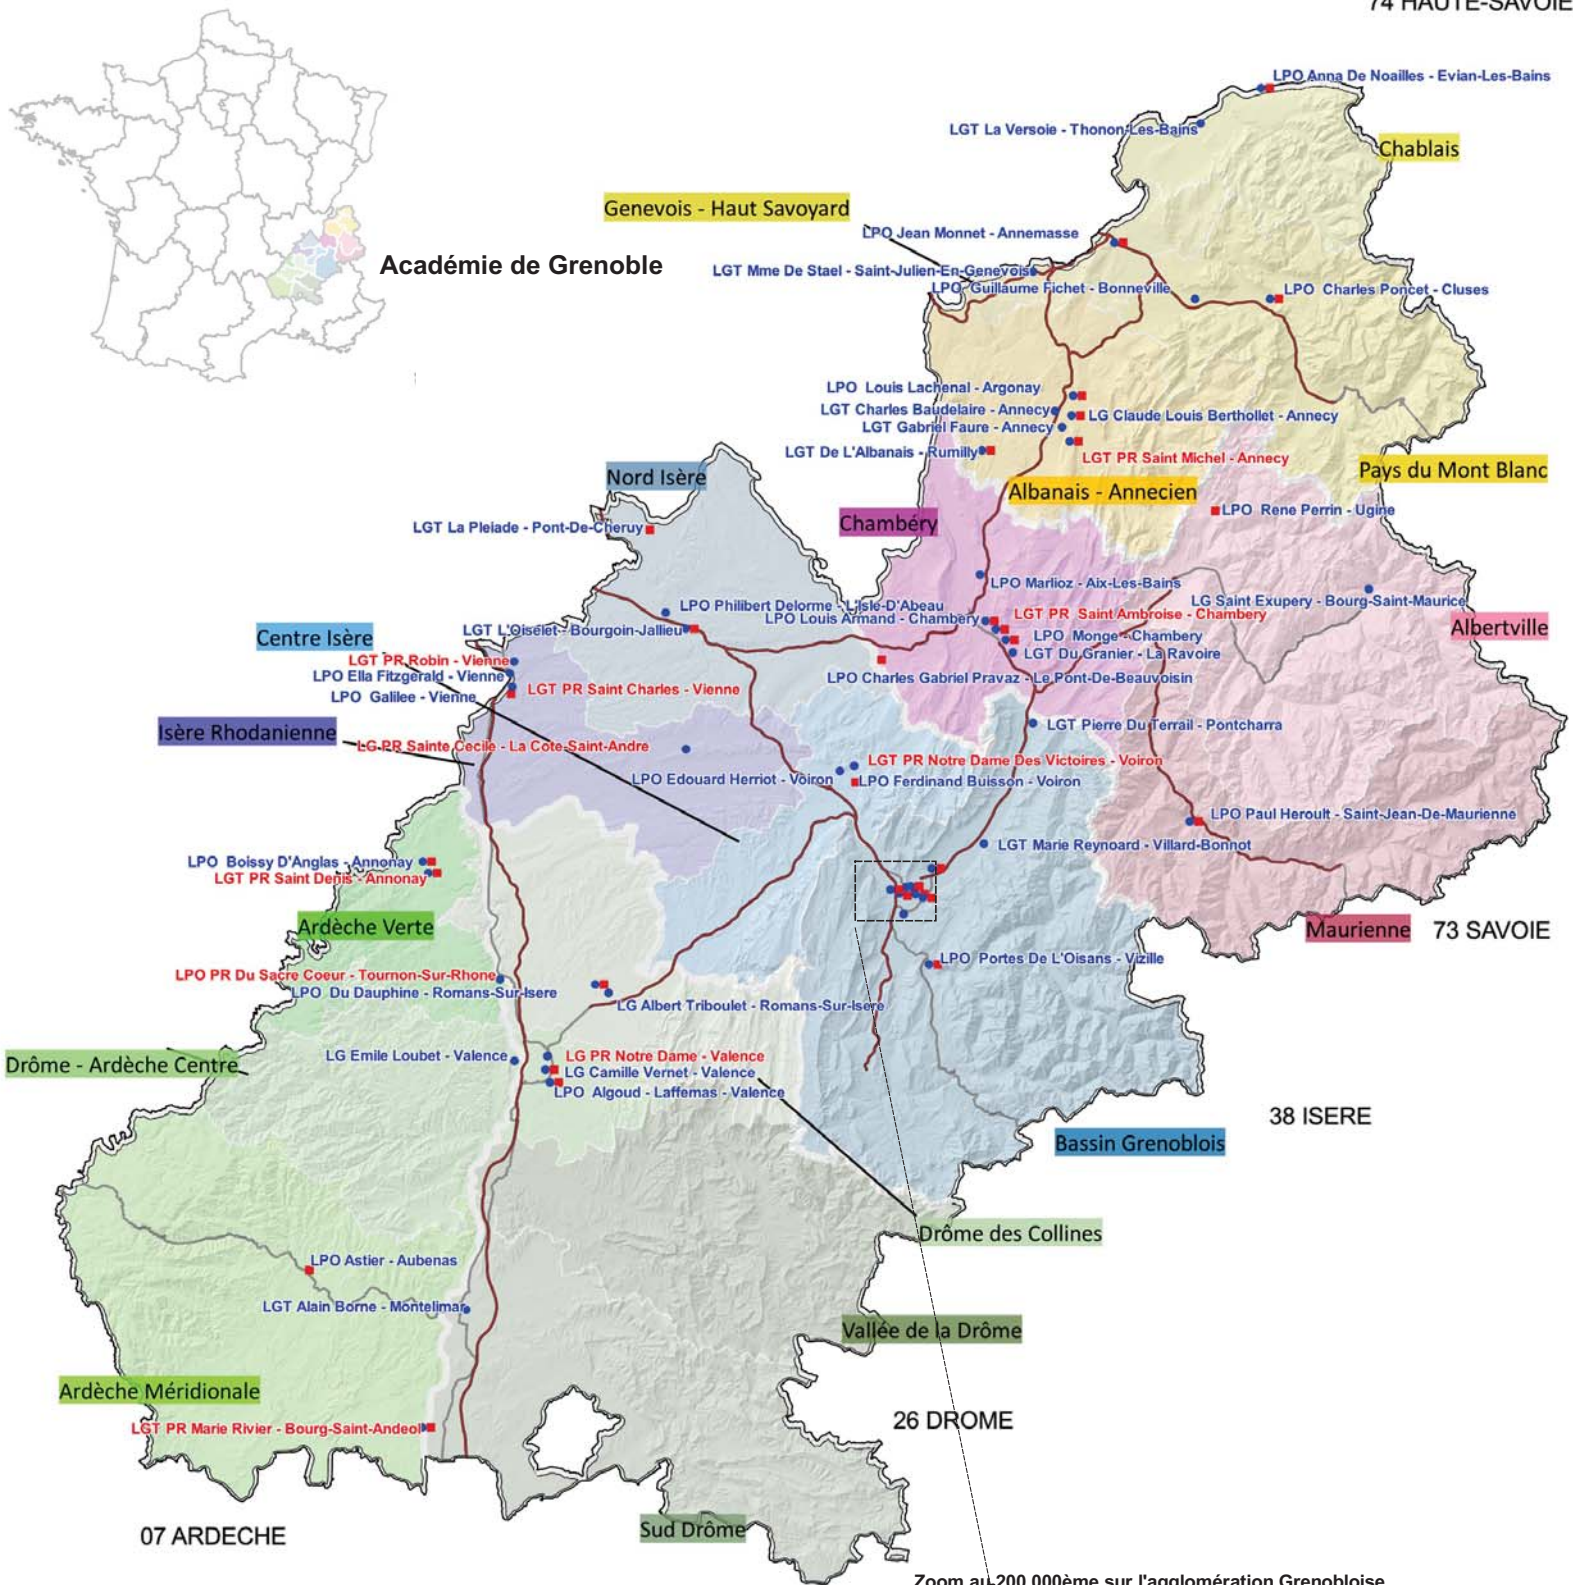 74 HAUTE-SAVOIE
LPO Anna De Noailles - Evian-Les-Bains
LGT La Versoie - Thonon-Les-Bains
Chablais
Genevois - Haut Savoyard
LPO Jean Monnet - Annemasse
Académie de Grenoble
LGT Mme De Stael - Saint-Julien-En-Genevois
LPO Guillaume Fichet - Bonneville
LPO Charles Poncet - Cluses
LPO Louis Lachenal - Argonay
LGT Charles Baudelaire - Annecy
LG Claude Louis Berthollet - Annecy
LGT Gabriel Faure - Annecy
LGT De L'Albanais - Rumilly
LGT PR Saint Michel - Annecy
Pays du Mont Blanc
Nord Isère
Albanais - Annecien
LPO Rene Perrin - Ugine
Chambéry
LGT La Pleiade - Pont-De-Cheruy
LPO Marlioz - Aix-Les-Bains
LG Saint Exupery - Bourg-Saint-Maurice
LPO Philibert Delorme - L'Isle-D'Abeau
LGT PR Saint Ambroise - Chambery
LPO Louis Armand - Chambery
Albertville
Centre Isère
LGT L'Oiselet - Bourgoin-Jallieu
LPO Monge - Chambery
LGT Du Granier - La Ravoire
LGT PR Robin - Vienne
LPO Ella Fitzgerald - Vienne
LPO Charles Gabriel Pravaz - Le Pont-De-Beauvoisin
LGT PR Saint Charles - Vienne
LPO Galilee - Vienne
LGT Pierre Du Terrail - Pontcharra
Isère Rhodanienne
LG PR Sainte Cecile - La Cote-Saint-Andre
LGT PR Notre Dame Des Victoires - Voiron
LPO Edouard Herriot - Voiron
LPO Ferdinand Buisson - Voiron
LPO Paul Heroult - Saint-Jean-De-Maurienne
LGT Marie Reynoard - Villard-Bonnot
LPO Boissy D'Anglas - Annonay
LGT PR Saint Denis - Annonay
Ardèche Verte
Maurienne
73 SAVOIE
LPO Portes De L'Oisans - Vizille
LPO PR Du Sacre Coeur - Tournon-Sur-Rhone
LPO Du Dauphine - Romans-Sur-Isere
LG Albert Triboulet - Romans-Sur-Isere
Drôme - Ardèche Centre
LG Emile Loubet - Valence
LG PR Notre Dame - Valence
LG Camille Vernet - Valence
LPO Algoud - Laffemas - Valence
38 ISERE
Bassin Grenoblois
Drôme des Collines
LPO Astier - Aubenas
LGT Alain Borne - Montelimar
Vallée de la Drôme
Ardèche Méridionale
LGT PR Marie Rivier - Bourg-Saint-Andeol
26 DROME
07 ARDECHE
Sud Drôme
Zoom au 200 000ème sur l'agglomération Grenobloise